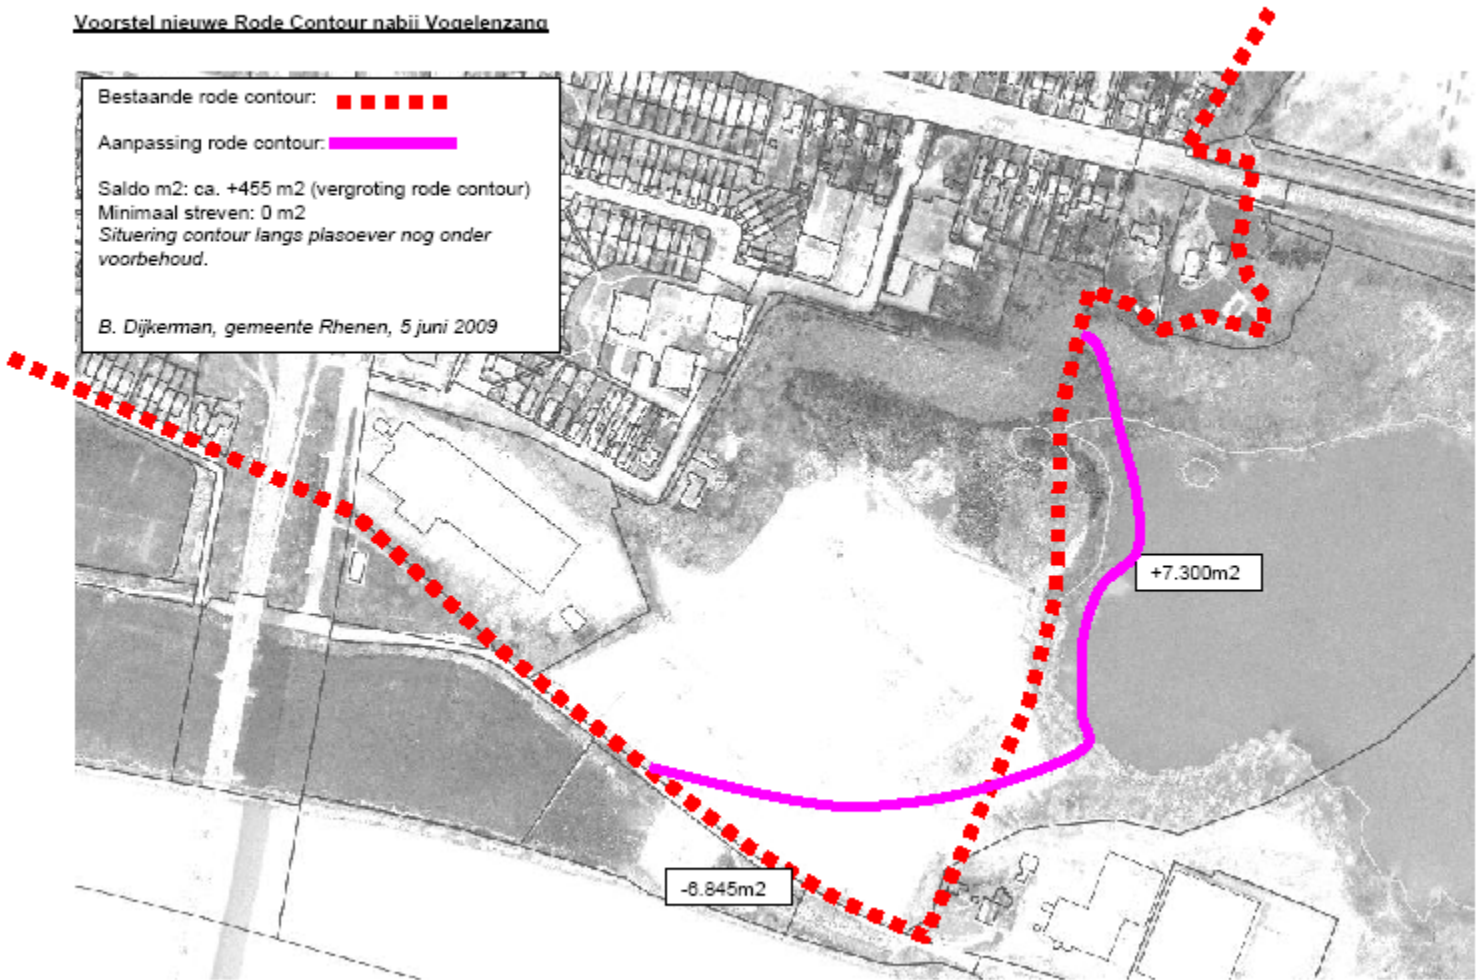 Voorstel nieuwe Rode Contour nabij Vogelenzang
Bestaande rode contour:
Aanpassing rode contour:
Saldo m2: ca. +455 m2 (vergroting rode contour)
Minimaal streven: 0 m2
Situering contour langs plasoever nog onder
voorbehoud.
B. Dijkerman, gemeente Rhenen, 5 juni 2009
+7.300m2
-6.845m2